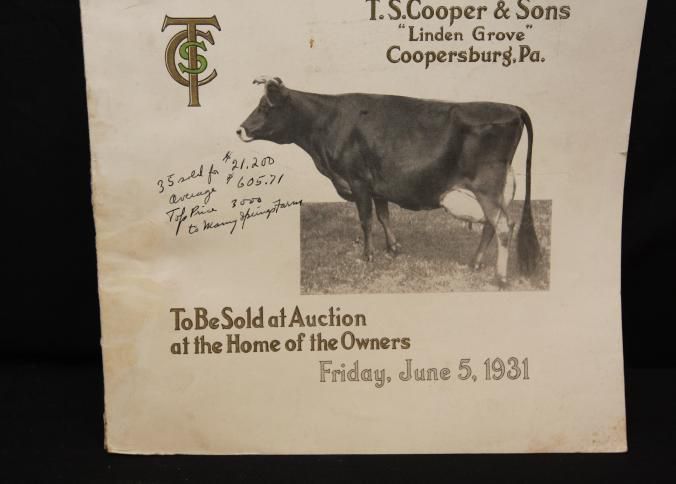 T.S.Cooper & Sons
"Linden Grove"
Coopersburg, Pa.
TSC
35 sold for $21,200
average $605.71
Top Price 3000
to Many Springs Farm
To Be Sold at Auction
at the Home of the Owners
Friday, June 5, 1931